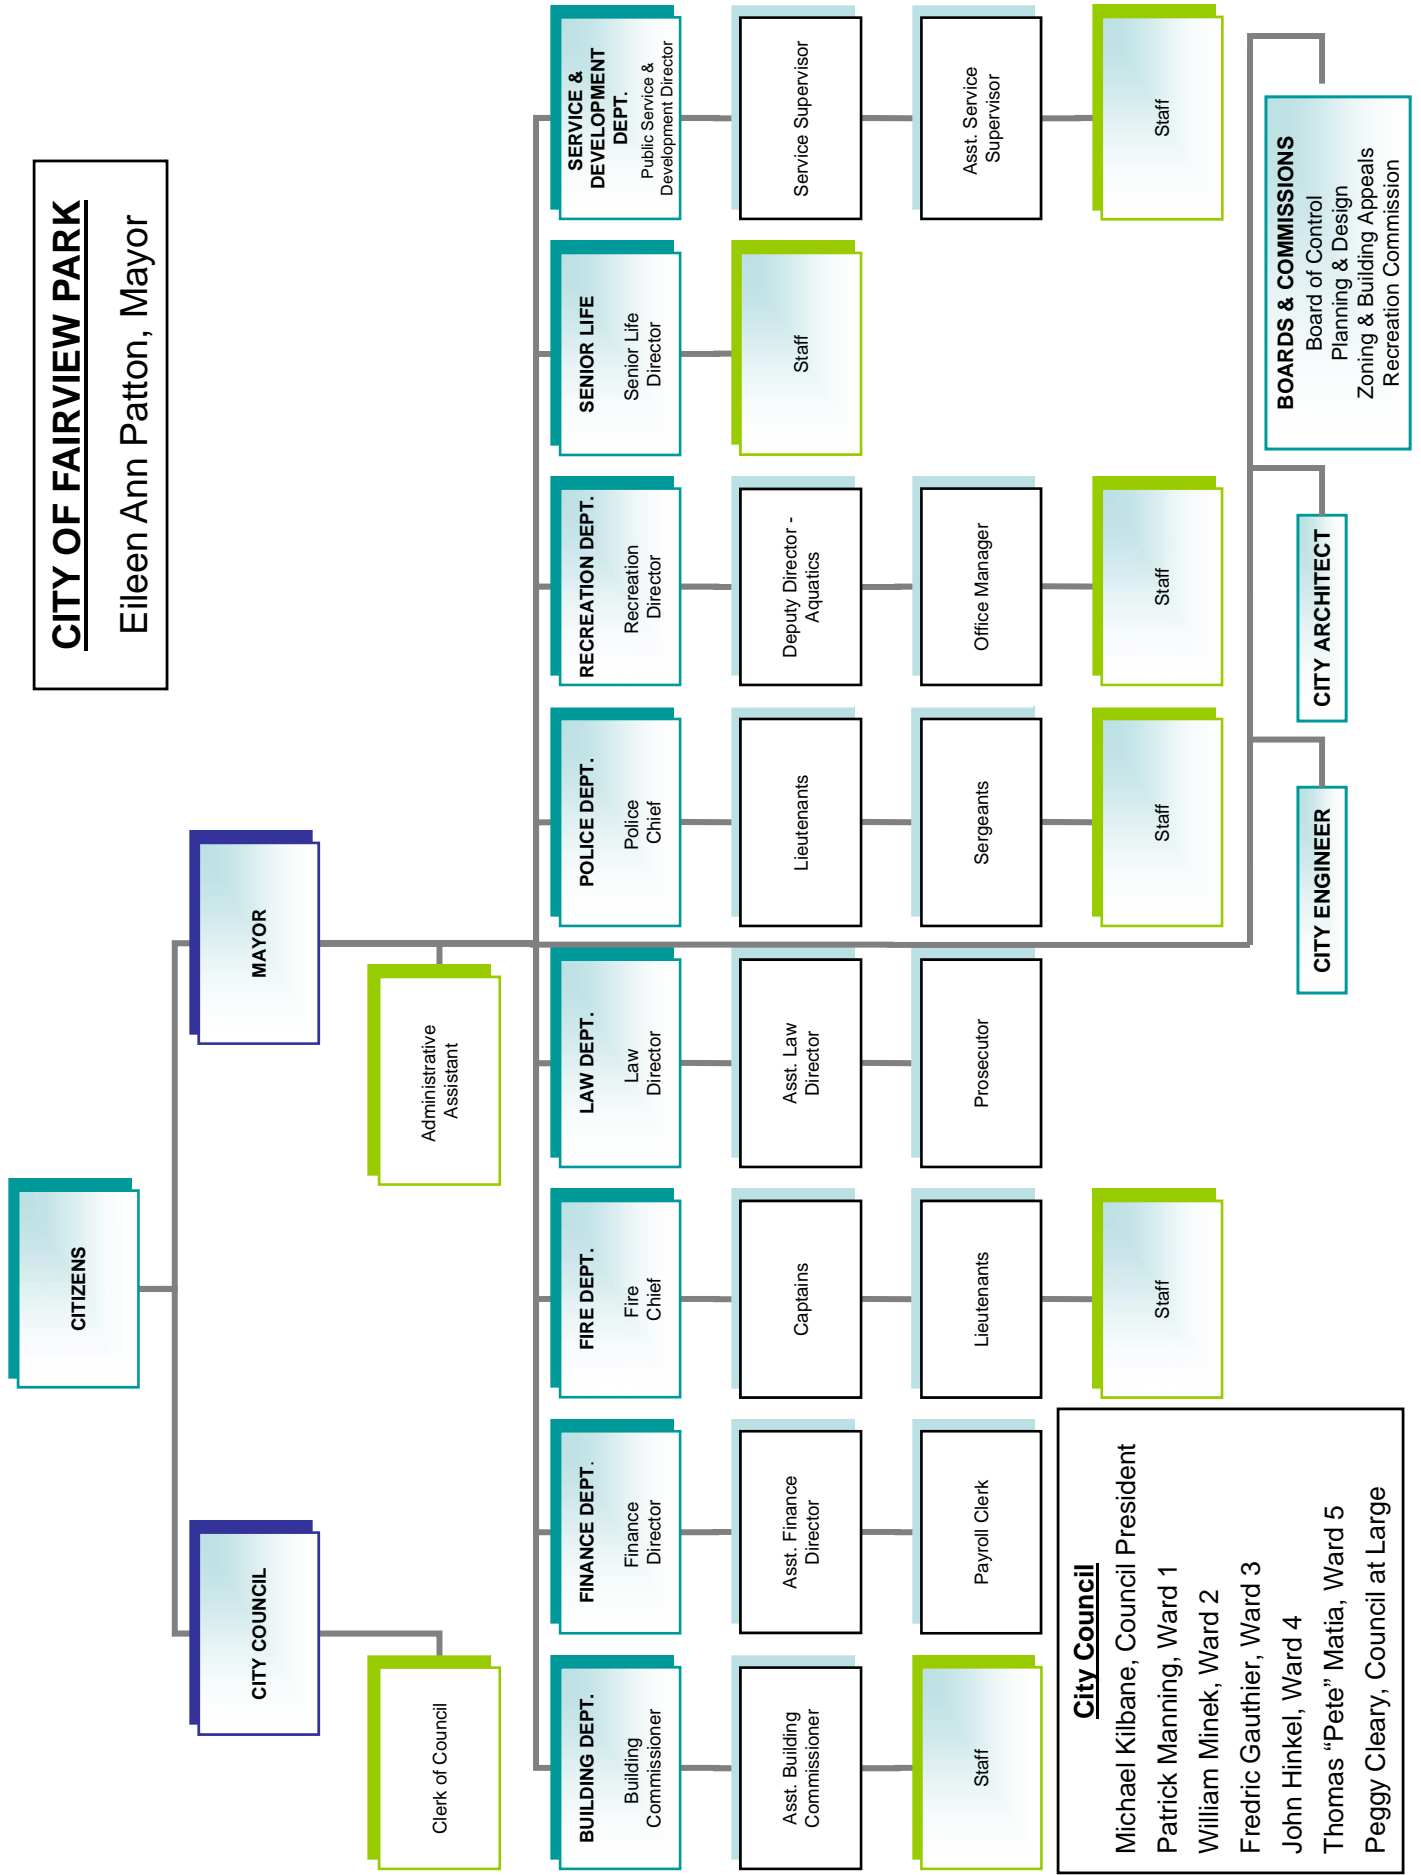 CITY OF FAIRVIEW PARK
Eileen Ann Patton, Mayor
CITIZENS
CITY COUNCIL
MAYOR
Clerk of Council
Administrative
Assistant
BUILDING DEPT.
Building
Commissioner
Asst. Building
Commissioner
Staff
FINANCE DEPT.
Finance
Director
Asst. Finance
Director
Payroll Clerk
FIRE DEPT.
Fire
Chief
Captains
Lieutenants
Staff
LAW DEPT.
Law
Director
Asst. Law
Director
Prosecutor
POLICE DEPT.
Police
Chief
Lieutenants
Sergeants
Staff
RECREATION DEPT.
Recreation
Director
Deputy Director -
Aquatics
Office Manager
Staff
SENIOR LIFE
Senior Life
Director
Staff
SERVICE &
DEVELOPMENT
DEPT.
Public Service &
Development Director
Service Supervisor
Asst. Service
Supervisor
Staff
City Council
Michael Kilbane, Council President
Patrick Manning, Ward 1
William Minek, Ward 2
Fredric Gauthier, Ward 3
John Hinkel, Ward 4
Thomas “Pete” Matia, Ward 5
Peggy Cleary, Council at Large
CITY ENGINEER
CITY ARCHITECT
BOARDS & COMMISSIONS
Board of Control
Planning & Design
Zoning & Building Appeals
Recreation Commission